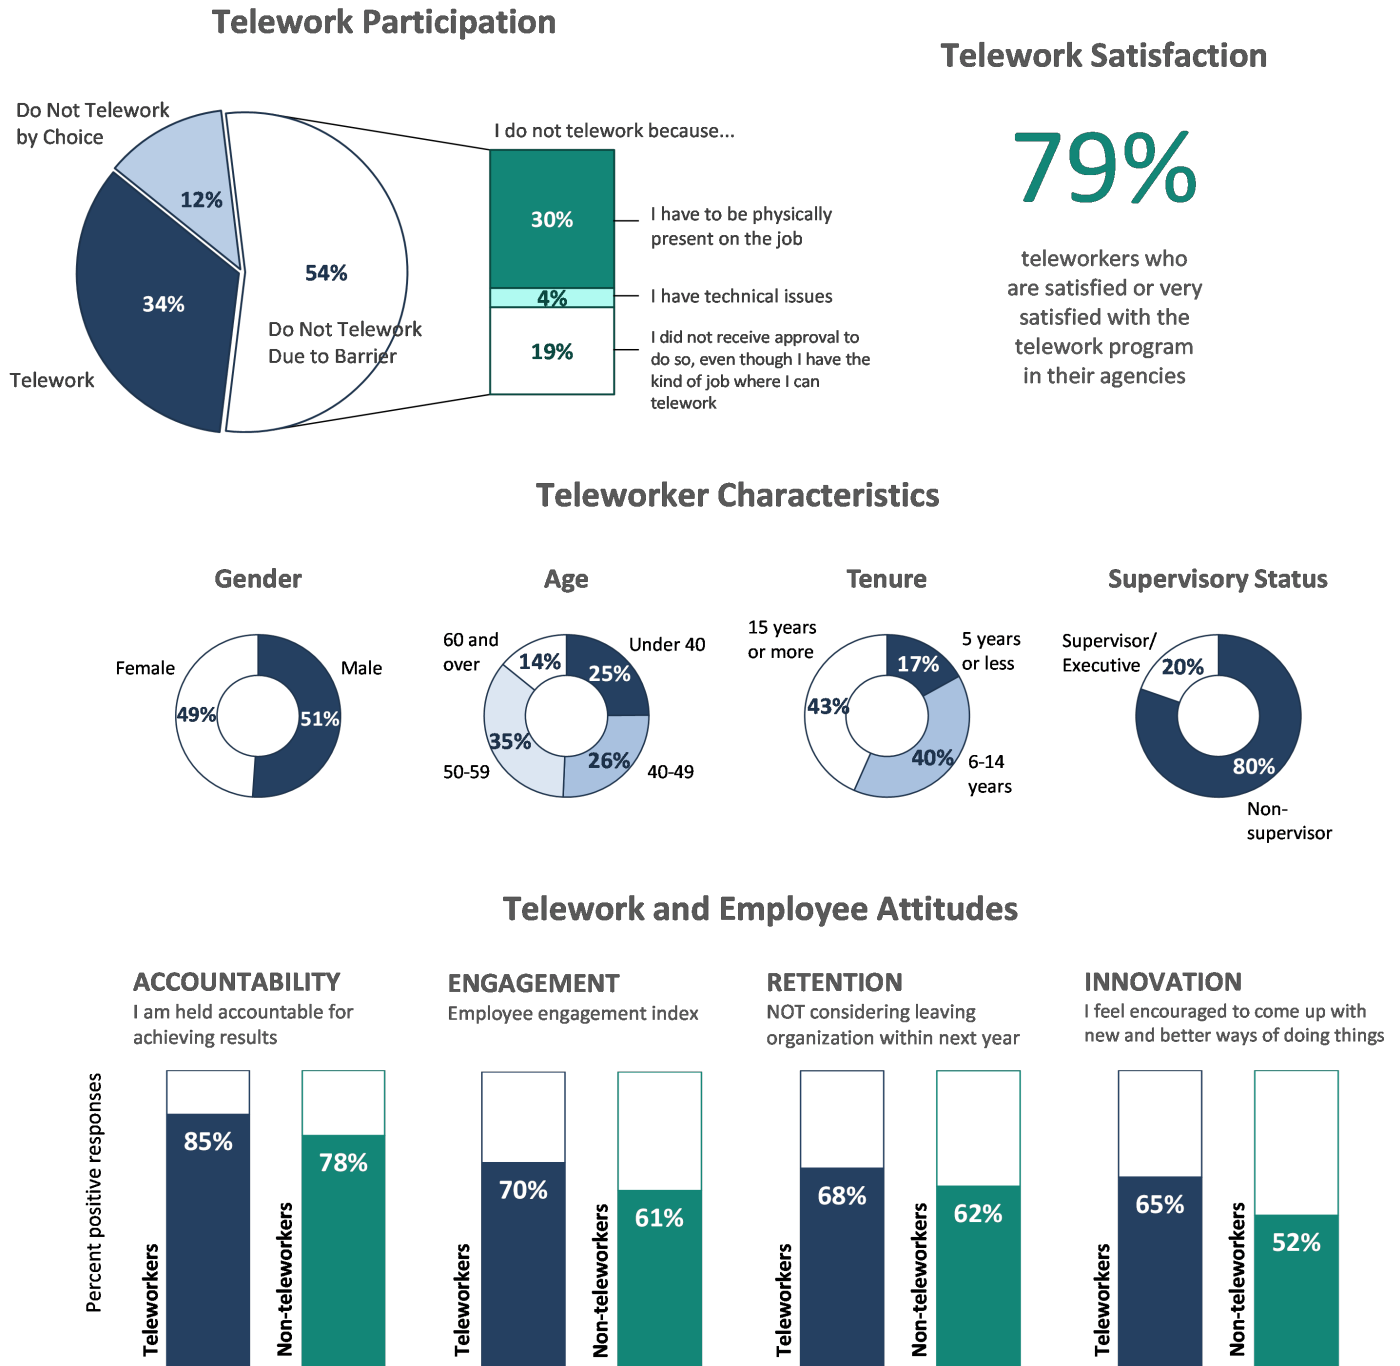 Telework Participation
Telework Satisfaction
Do Not Telework
by Choice
12%
34%
54%
Do Not Telework
Due to Barrier
Telework
I do not telework because...
30%
I have to be physically
present on the job
4%
I have technical issues
19%
I did not receive approval to
do so, even though I have the
kind of job where I can
telework
79%
teleworkers who
are satisfied or very
satisfied with the
telework program
in their agencies
Teleworker Characteristics
Gender
Female
Male
49%
51%
Age
60 and
over
Under 40
14%
25%
35%
26%
50-59
40-49
Tenure
15 years
or more
5 years
or less
17%
43%
40%
6-14
years
Supervisory Status
Supervisor/
Executive
20%
80%
Non-
supervisor
Telework and Employee Attitudes
ACCOUNTABILITY
I am held accountable for
achieving results
Percent positive responses
Teleworkers
85%
Non-teleworkers
78%
ENGAGEMENT
Employee engagement index
Teleworkers
70%
Non-teleworkers
61%
RETENTION
NOT considering leaving
organization within next year
Teleworkers
68%
Non-teleworkers
62%
INNOVATION
I feel encouraged to come up with
new and better ways of doing things
Teleworkers
65%
Non-teleworkers
52%